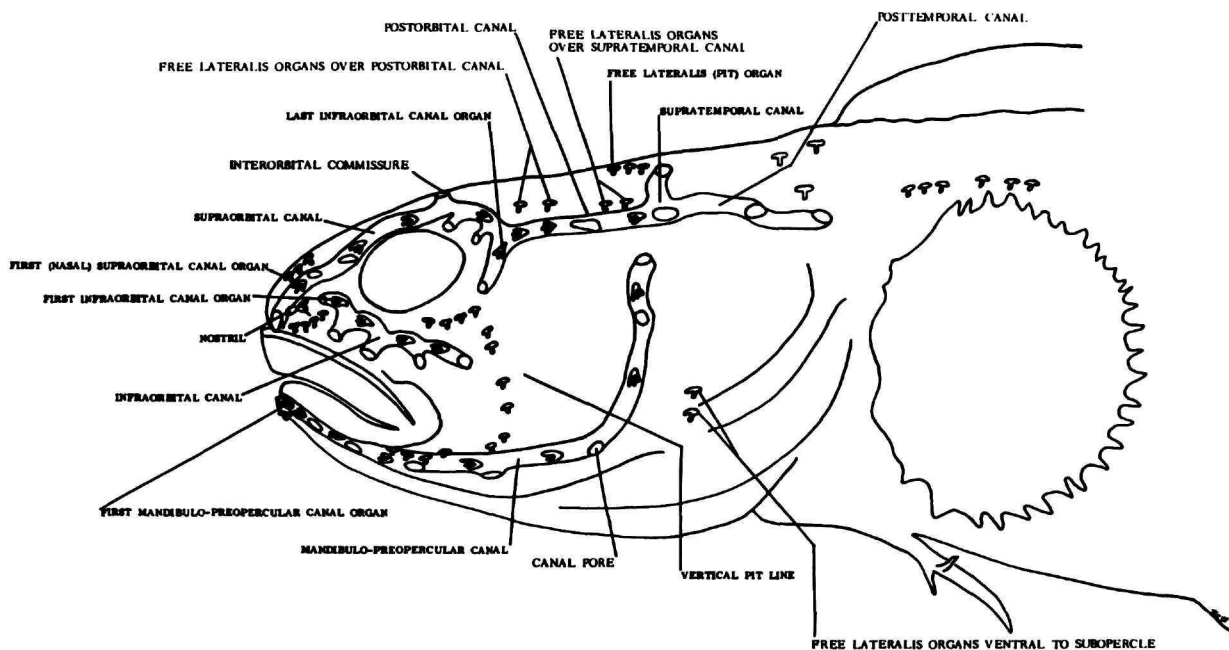 POSTTEMPORAL CANAL
POSTORBITAL CANAL
FREE LATERALIS ORGANS
OVER SUPRATEMPORAL CANAL
FREE LATERALIS ORGANS OVER POSTORBITAL CANAL
FREE LATERALIS (PIT) ORGAN
LAST INFRAORBITAL CANAL ORGAN
SUPRATEMPORAL CANAL
INTERORBITAL COMMISSURE
SUPRAORBITAL CANAL
FIRST (NASAL) SUPRAORBITAL CANAL ORGAN
FIRST INFRAORBITAL CANAL ORGAN
NOSTRIL
INFRAORBITAL CANAL
FIRST MANDIBULO-PREOPERCULAR CANAL ORGAN
MANDIBULO-PREOPERCULAR CANAL
CANAL PORE
VERTICAL PIT LINE
FREE LATERALIS ORGANS VENTRAL TO SUBOPERCLE